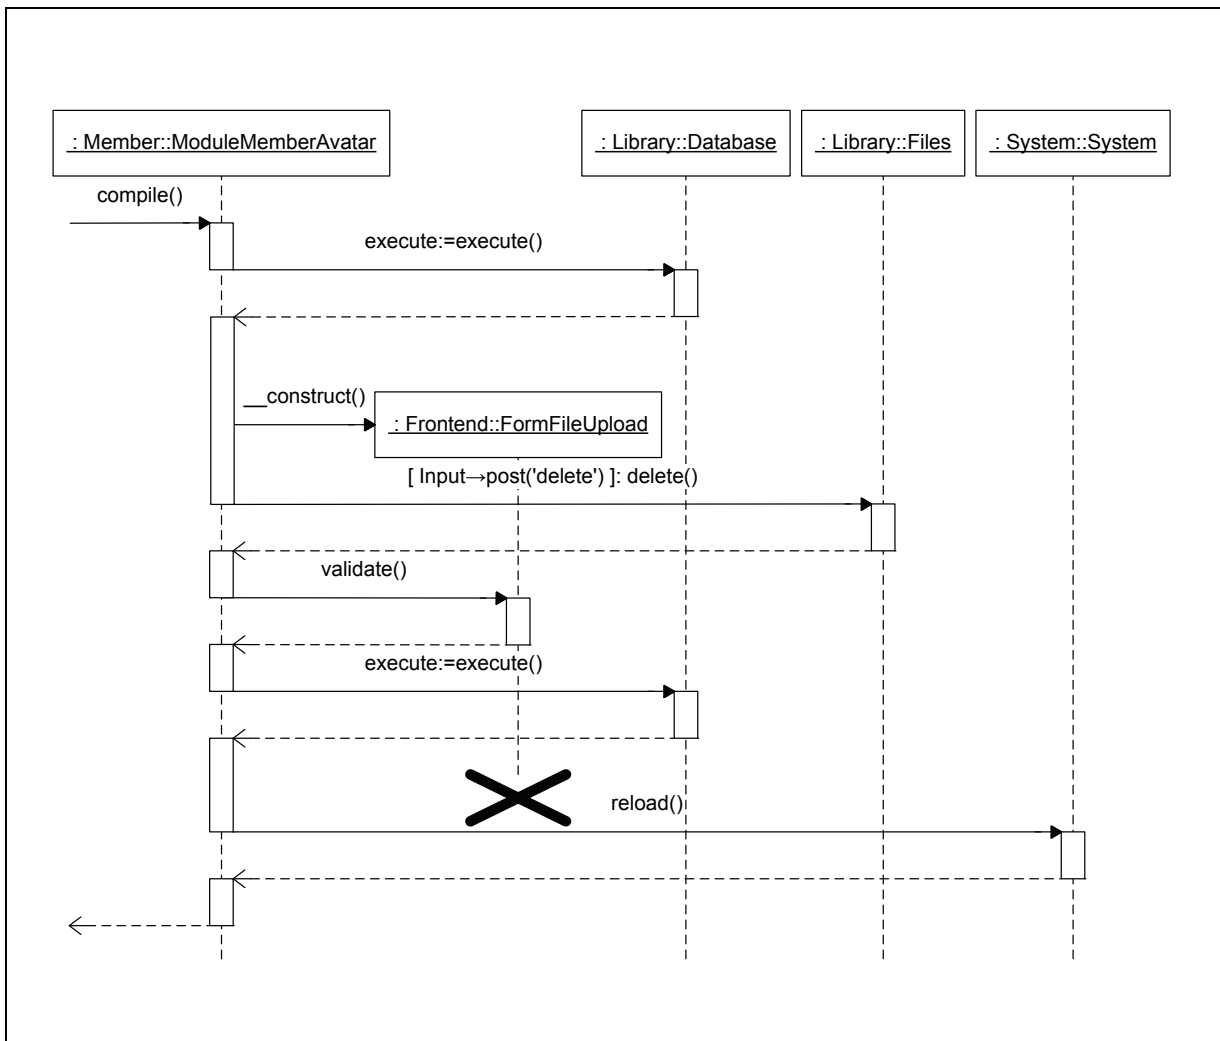 : Member::ModuleMemberAvatar
: Library::Database
: Library::Files
: System::System
compile()
execute:=execute()
__construct()
: Frontend::FormFileUpload
[ Input→post('delete') ]: delete()
validate()
execute:=execute()
reload()